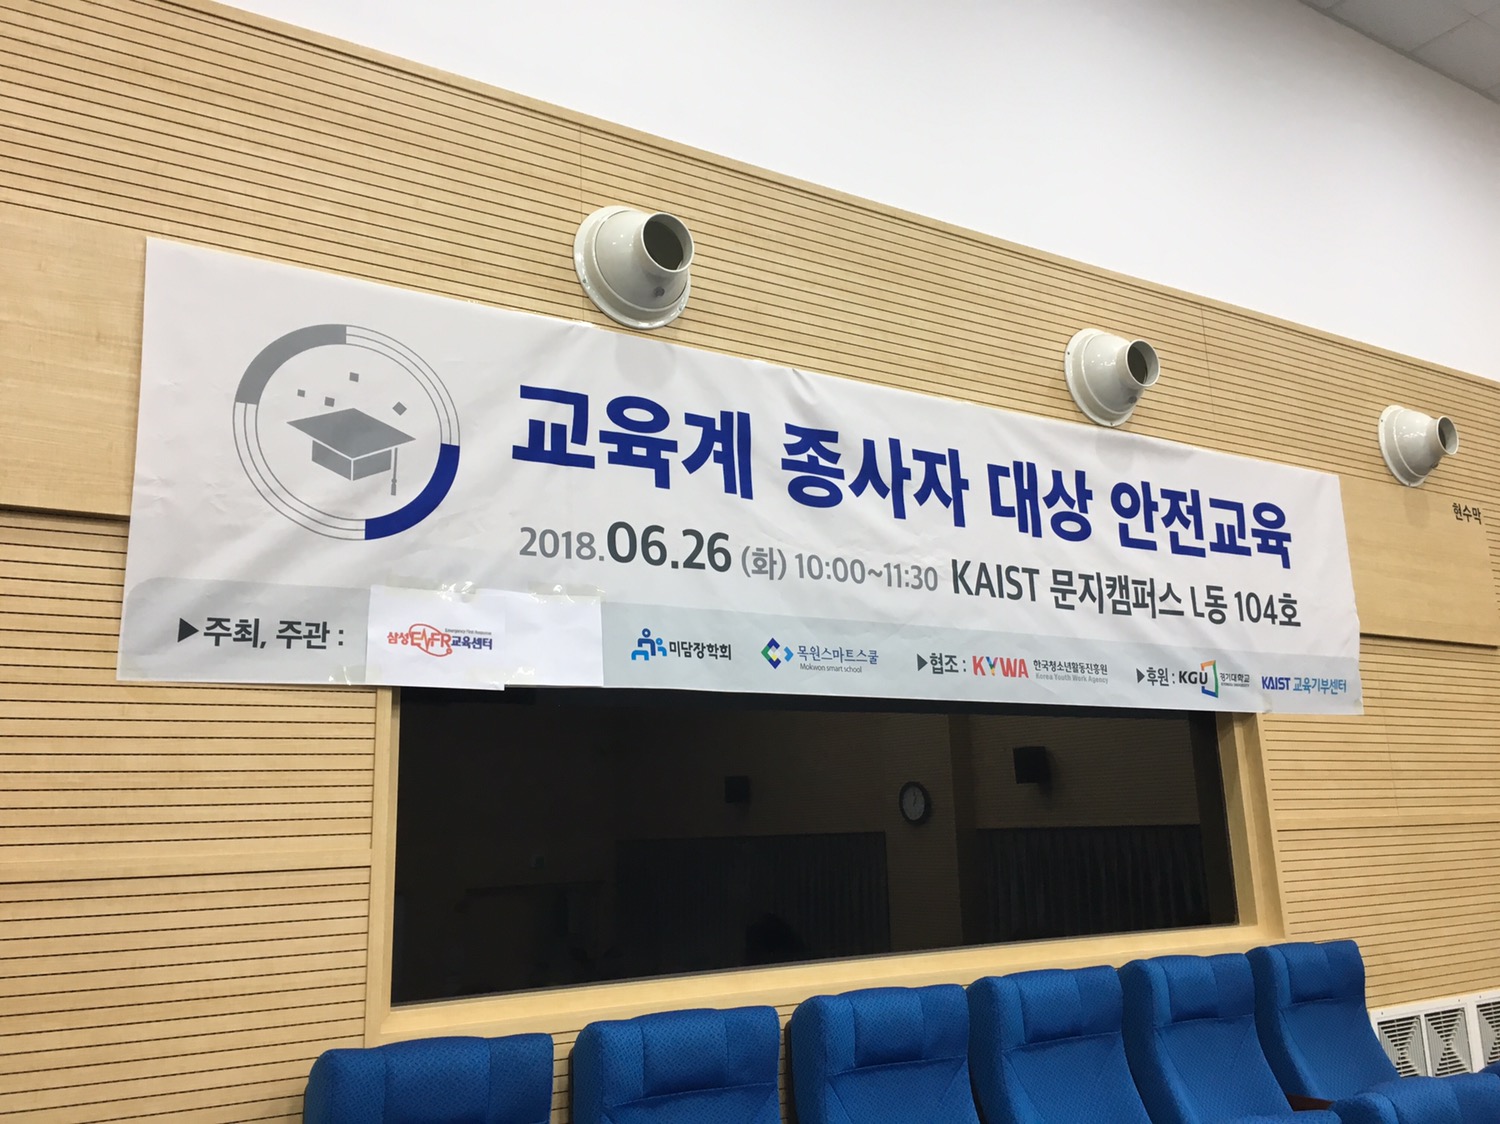 교육계 종사자 대상 안전교육
2018.06.26 (화) 10:00~11:30 KAIST 문지캠퍼스 L동 104호
▶주최, 주관 : 삼성EMFR교육센터 미담장학회 목원스마트스쿨 ▶협조 : KYWA 한국청소년활동진흥원 ▶후원 : KGU 경기대학교 KAIST 교육기부센터
Emergency First Response
Mokwon smart school
Korea Youth Work Agency
현수막